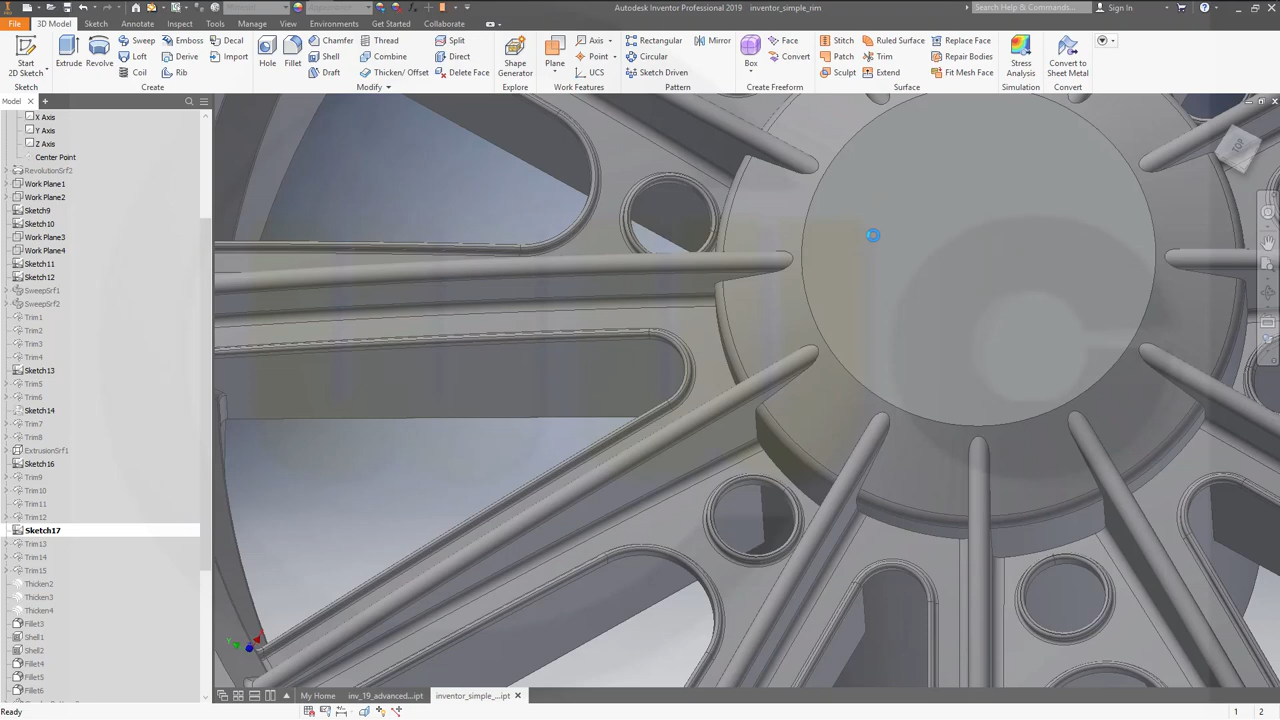 Autodesk Inventor Professional 2019 inventor_simple_rim
Search Help & Commands...
Sign In
File 3D Model Sketch Annotate Inspect Tools Manage View Environments Get Started Collaborate
Start 2D Sketch
Sketch
Extrude Revolve
Sweep Emboss Decal
Loft Derive Import
Coil Rib
Create
Hole Fillet
Chamfer Thread Split
Shell Combine Direct
Draft Thicken/ Offset Delete Face
Modify
Shape Generator
Explore
Plane
Axis
Point
UCS
Work Features
Rectangular Mirror
Circular
Sketch Driven
Pattern
Box
Face
Convert
Create Freeform
Stitch Ruled Surface Replace Face
Patch Trim Repair Bodies
Sculpt Extend Fit Mesh Face
Surface
Stress Analysis
Simulation
Convert to Sheet Metal
Convert
Model
X Axis
Y Axis
Z Axis
Center Point
RevolutionSrf2
Work Plane1
Work Plane2
Sketch9
Sketch10
Work Plane3
Work Plane4
Sketch11
Sketch12
SweepSrf1
SweepSrf2
Trim1
Trim2
Trim3
Trim4
Sketch13
Trim5
Trim6
Sketch14
Trim7
Trim8
ExtrusionSrf1
Sketch16
Trim9
Trim10
Trim11
Trim12
Sketch17
Trim13
Trim14
Trim15
Thicken2
Thicken3
Thicken4
Fillet3
Shell1
Shell2
Fillet4
Fillet5
Fillet6
TOP
Y
My Home inv_19_advanced...ipt inventor_simple_...ipt
Ready
1 2